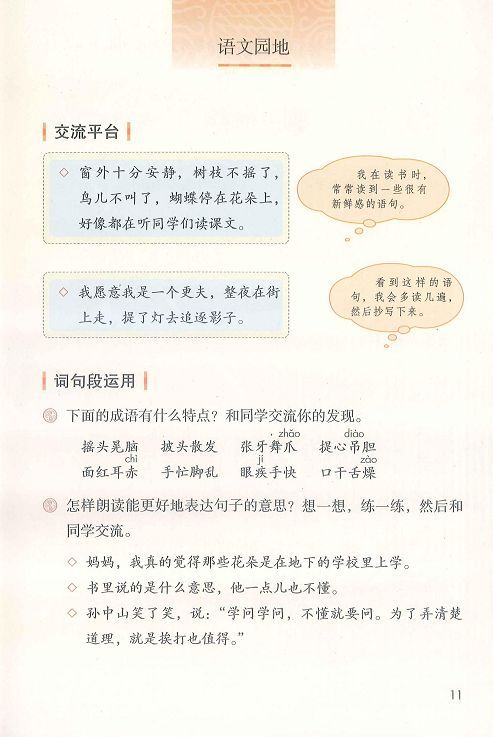 语文园地
交流平台
◇ 窗外十分安静，树枝不摇了，
鸟儿不叫了，蝴蝶停在花朵上，
好像都在听同学们读课文。
我在读书时，
常常读到一些很有
新鲜感的语句。
◇ 我愿意我是一个更夫，整夜在街
上走，提了灯去追逐影子。
看到这样的语
句，我会多读几遍，
然后抄写下来。
词句段运用
下面的成语有什么特点？和同学交流你的发现。
zhǎo diào
摇头晃脑 披头散发 张牙舞爪 提心吊胆
chì jí zào
面红耳赤 手忙脚乱 眼疾手快 口干舌燥
怎样朗读能更好地表达句子的意思？想一想，练一练，然后和
同学交流。
◇ 妈妈，我真的觉得那些花朵是在地下的学校里上学。
◇ 书里说的是什么意思，他一点儿也不懂。
◇ 孙中山笑了笑，说：“学问学问，不懂就要问。为了弄清楚
道理，就是挨打也值得。”
11